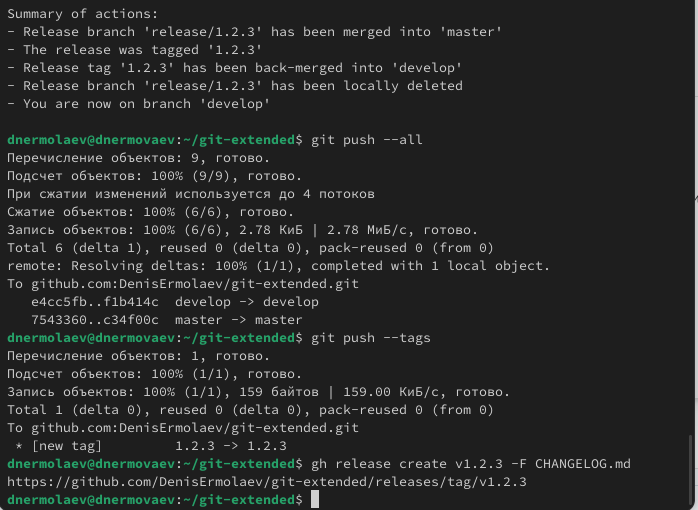 Summary of actions:
- Release branch 'release/1.2.3' has been merged into 'master'
- The release was tagged '1.2.3'
- Release tag '1.2.3' has been back-merged into 'develop'
- Release branch 'release/1.2.3' has been locally deleted
- You are now on branch 'develop'
dnermolaev@dnermovaev:~/git-extended$ git push --all
Перечисление объектов: 9, готово.
Подсчет объектов: 100% (9/9), готово.
При сжатии изменений используется до 4 потоков
Сжатие объектов: 100% (6/6), готово.
Запись объектов: 100% (6/6), 2.78 КиБ | 2.78 МиБ/с, готово.
Total 6 (delta 1), reused 0 (delta 0), pack-reused 0 (from 0)
remote: Resolving deltas: 100% (1/1), completed with 1 local object.
To github.com:DenisErmolaev/git-extended.git
e4cc5fb..f1b414c  develop -> develop
7543360..c34f00c  master -> master
dnermolaev@dnermovaev:~/git-extended$ git push --tags
Перечисление объектов: 1, готово.
Подсчет объектов: 100% (1/1), готово.
Запись объектов: 100% (1/1), 159 байтов | 159.00 КиБ/с, готово.
Total 1 (delta 0), reused 0 (delta 0), pack-reused 0 (from 0)
To github.com:DenisErmolaev/git-extended.git
* [new tag]         1.2.3 -> 1.2.3
dnermolaev@dnermovaev:~/git-extended$ gh release create v1.2.3 -F CHANGELOG.md
https://github.com/DenisErmolaev/git-extended/releases/tag/v1.2.3
dnermolaev@dnermovaev:~/git-extended$